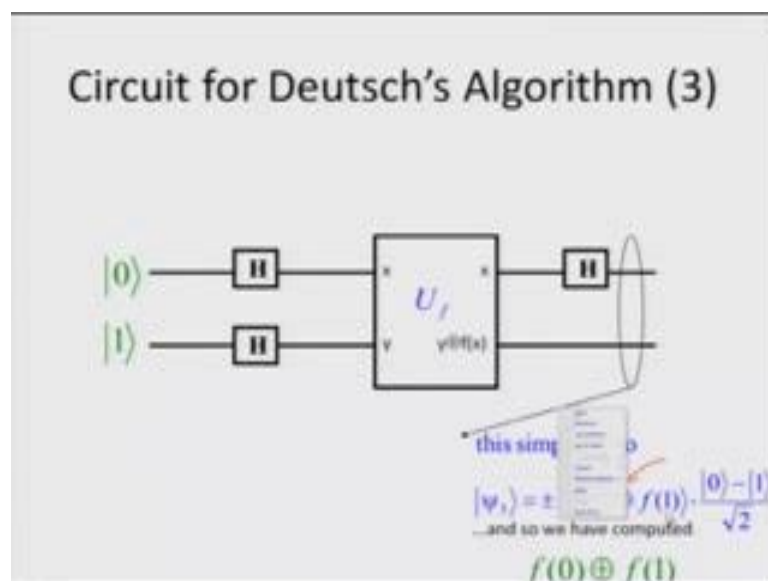 Circuit for Deutsch's Algorithm (3)
|0⟩ H x x H
U_f
|1⟩ H y y⊕f(x)
this simp o
|ψ₃⟩ = ± f(1)⟩ · |0⟩−|1⟩ / √2
...and so we have computed
f(0) ⊕ f(1)